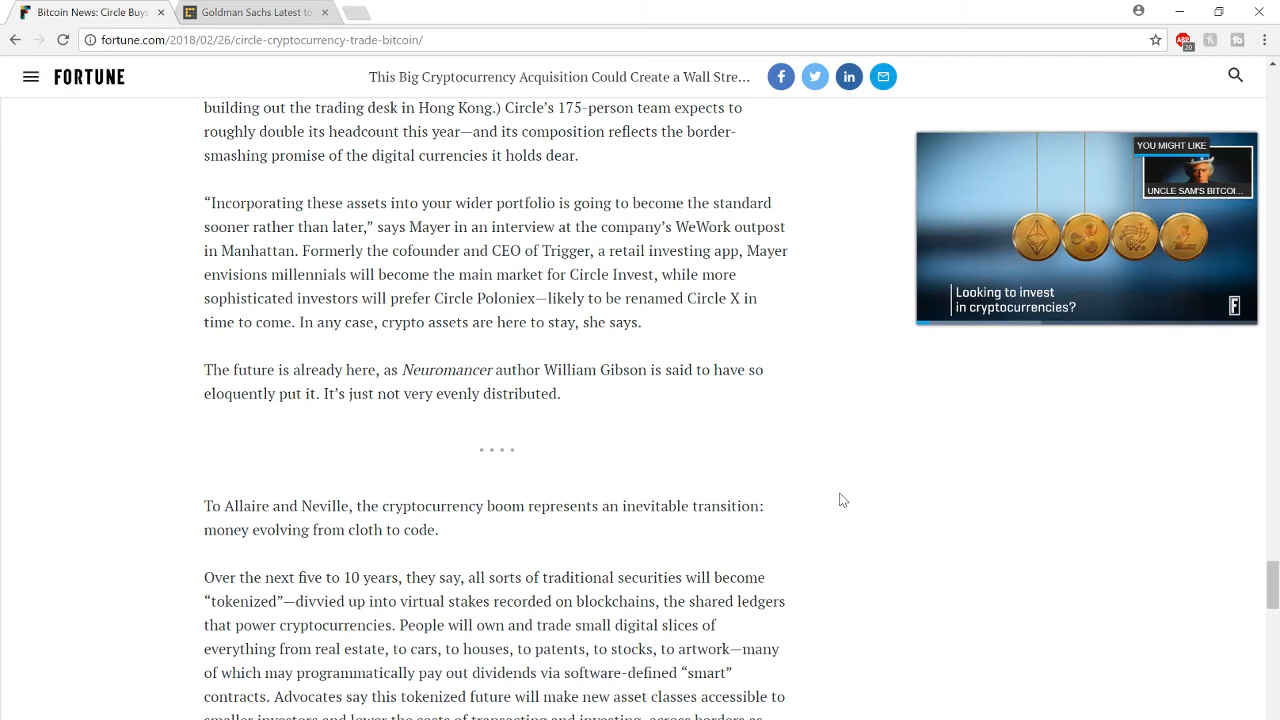 Bitcoin News: Circle Buys
Goldman Sachs Latest to
fortune.com/2018/02/26/circle-cryptocurrency-trade-bitcoin/
ABP
20
FORTUNE
This Big Cryptocurrency Acquisition Could Create a Wall Stre...
building out the trading desk in Hong Kong.) Circle’s 175-person team expects to
roughly double its headcount this year—and its composition reflects the border-
smashing promise of the digital currencies it holds dear.
“Incorporating these assets into your wider portfolio is going to become the standard
sooner rather than later,” says Mayer in an interview at the company’s WeWork outpost
in Manhattan. Formerly the cofounder and CEO of Trigger, a retail investing app, Mayer
envisions millennials will become the main market for Circle Invest, while more
sophisticated investors will prefer Circle Poloniex—likely to be renamed Circle X in
time to come. In any case, crypto assets are here to stay, she says.
The future is already here, as Neuromancer author William Gibson is said to have so
eloquently put it. It’s just not very evenly distributed.
To Allaire and Neville, the cryptocurrency boom represents an inevitable transition:
money evolving from cloth to code.
Over the next five to 10 years, they say, all sorts of traditional securities will become
“tokenized”—divvied up into virtual stakes recorded on blockchains, the shared ledgers
that power cryptocurrencies. People will own and trade small digital slices of
everything from real estate, to cars, to houses, to patents, to stocks, to artwork—many
of which may programmatically pay out dividends via software-defined “smart”
contracts. Advocates say this tokenized future will make new asset classes accessible to
smaller investors and lower the costs of transacting and investing, across borders as
YOU MIGHT LIKE
UNCLE SAM'S BITCOI...
Looking to invest
in cryptocurrencies?
F